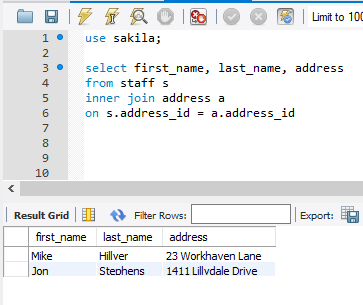 Limit to 100
1 use sakila;
2
3 select first_name, last_name, address
4 from staff s
5 inner join address a
6 on s.address_id = a.address_id
7
8
9
10
Result Grid Filter Rows: Export:
first_name last_name address
Mike Hillyer 23 Workhaven Lane
Jon Stephens 1411 Lillydale Drive